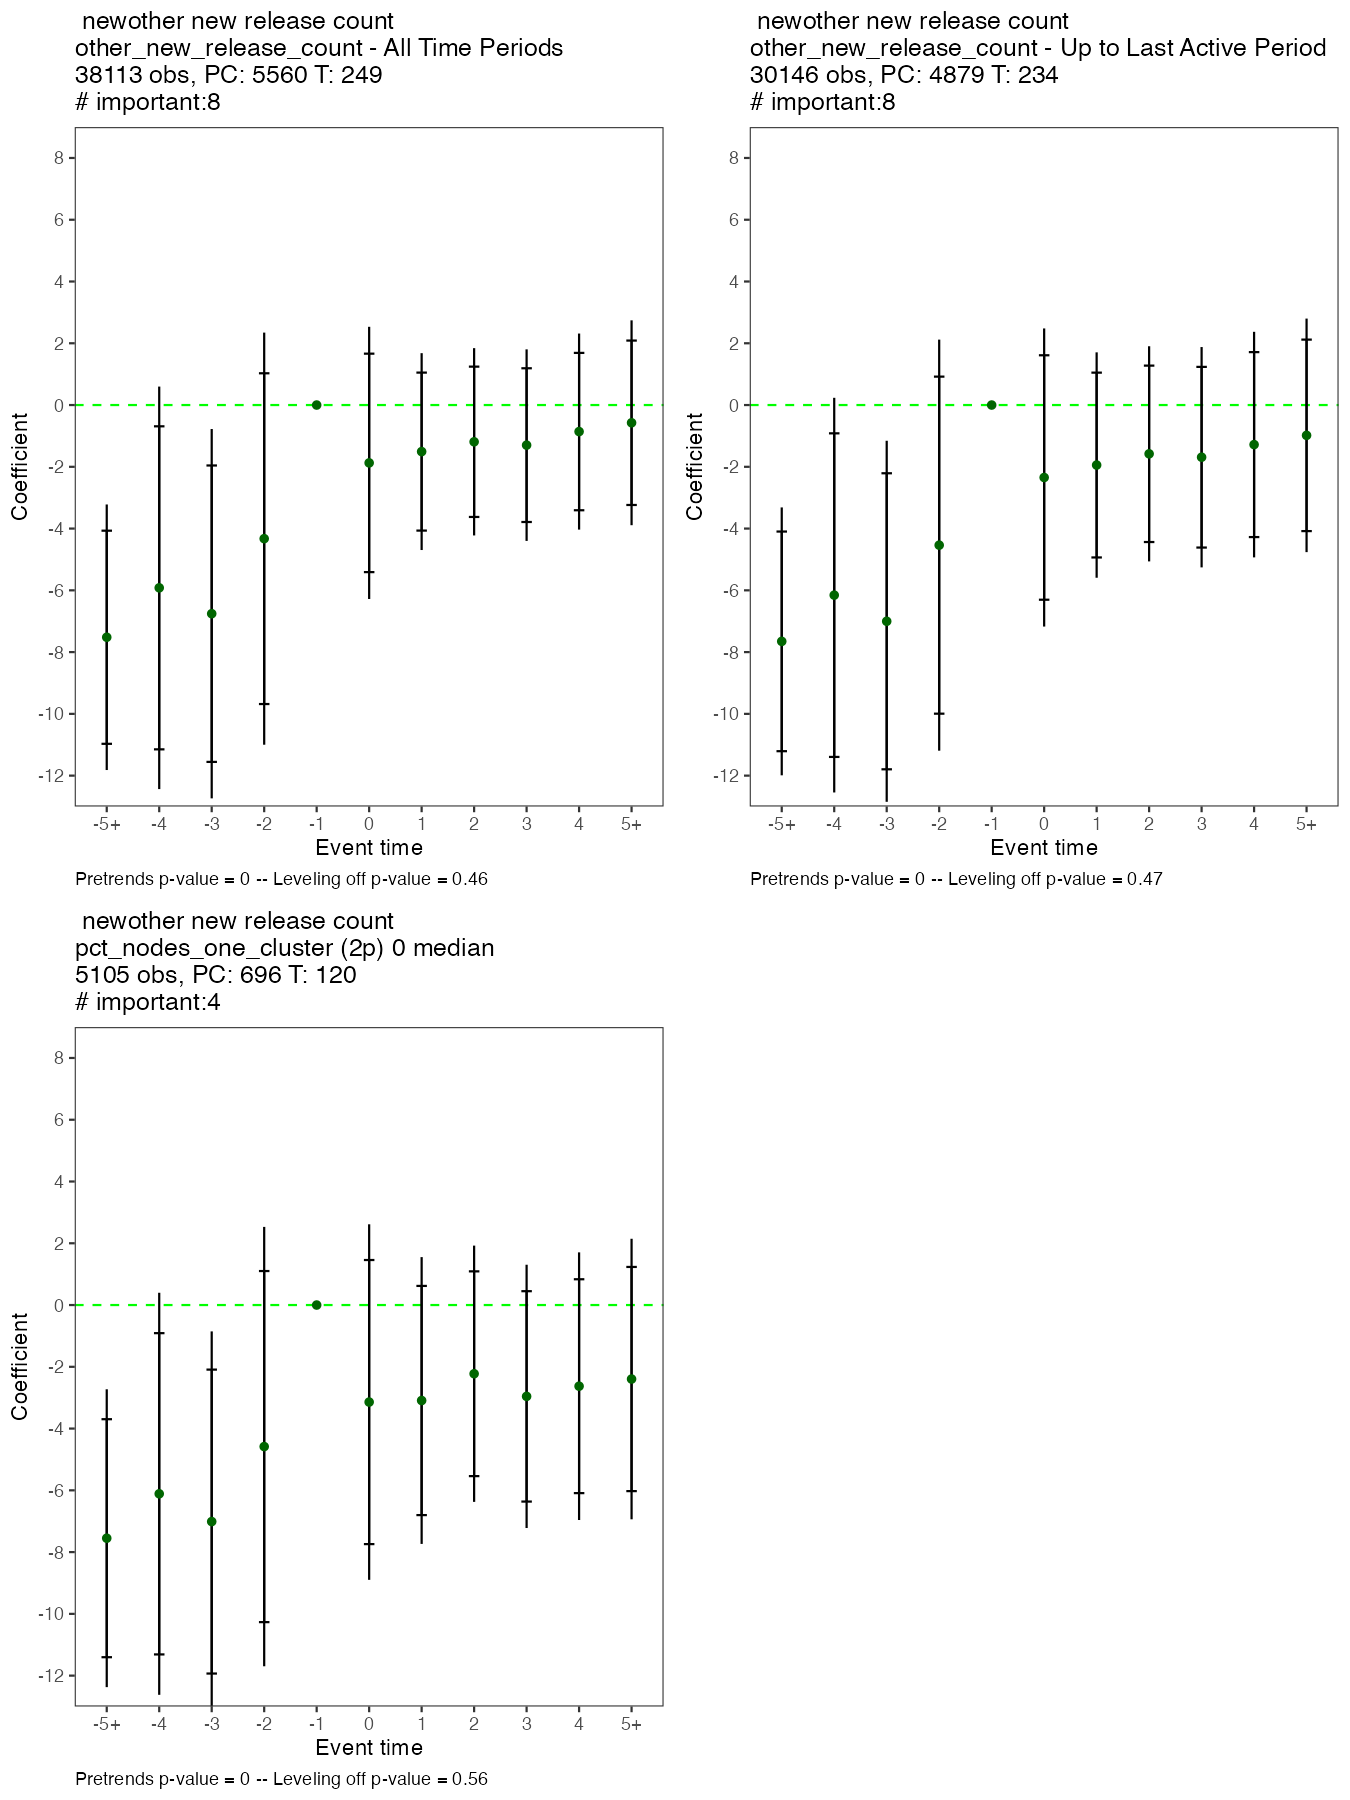 newother new release count
other_new_release_count - All Time Periods
38113 obs, PC: 5560 T: 249
# important:8
8
6
4
2
0
-2
-4
-6
-8
-10
-12
Coefficient
-5+ -4 -3 -2 -1 0 1 2 3 4 5+
Event time
Pretrends p-value = 0 -- Leveling off p-value = 0.46
newother new release count
other_new_release_count - Up to Last Active Period
30146 obs, PC: 4879 T: 234
# important:8
8
6
4
2
0
-2
-4
-6
-8
-10
-12
Coefficient
-5+ -4 -3 -2 -1 0 1 2 3 4 5+
Event time
Pretrends p-value = 0 -- Leveling off p-value = 0.47
newother new release count
pct_nodes_one_cluster (2p) 0 median
5105 obs, PC: 696 T: 120
# important:4
8
6
4
2
0
-2
-4
-6
-8
-10
-12
Coefficient
-5+ -4 -3 -2 -1 0 1 2 3 4 5+
Event time
Pretrends p-value = 0 -- Leveling off p-value = 0.56